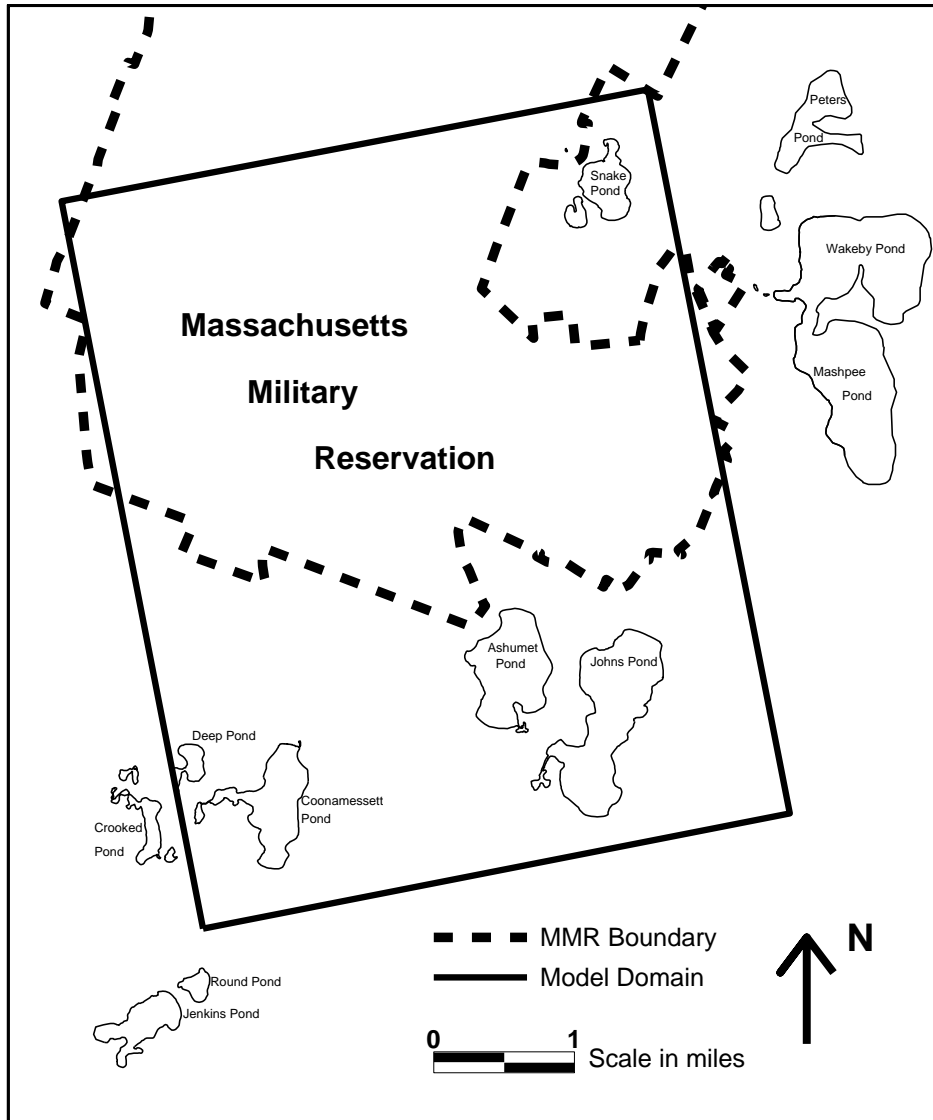 Peters
Pond
Snake
Pond
Wakeby Pond
Massachusetts
Military
Reservation
Mashpee
Pond
Ashumet
Pond
Johns Pond
Deep Pond
Coonamessett
Pond
Crooked
Pond
MMR Boundary
N
Model Domain
Round Pond
Jenkins Pond
0 1
Scale in miles